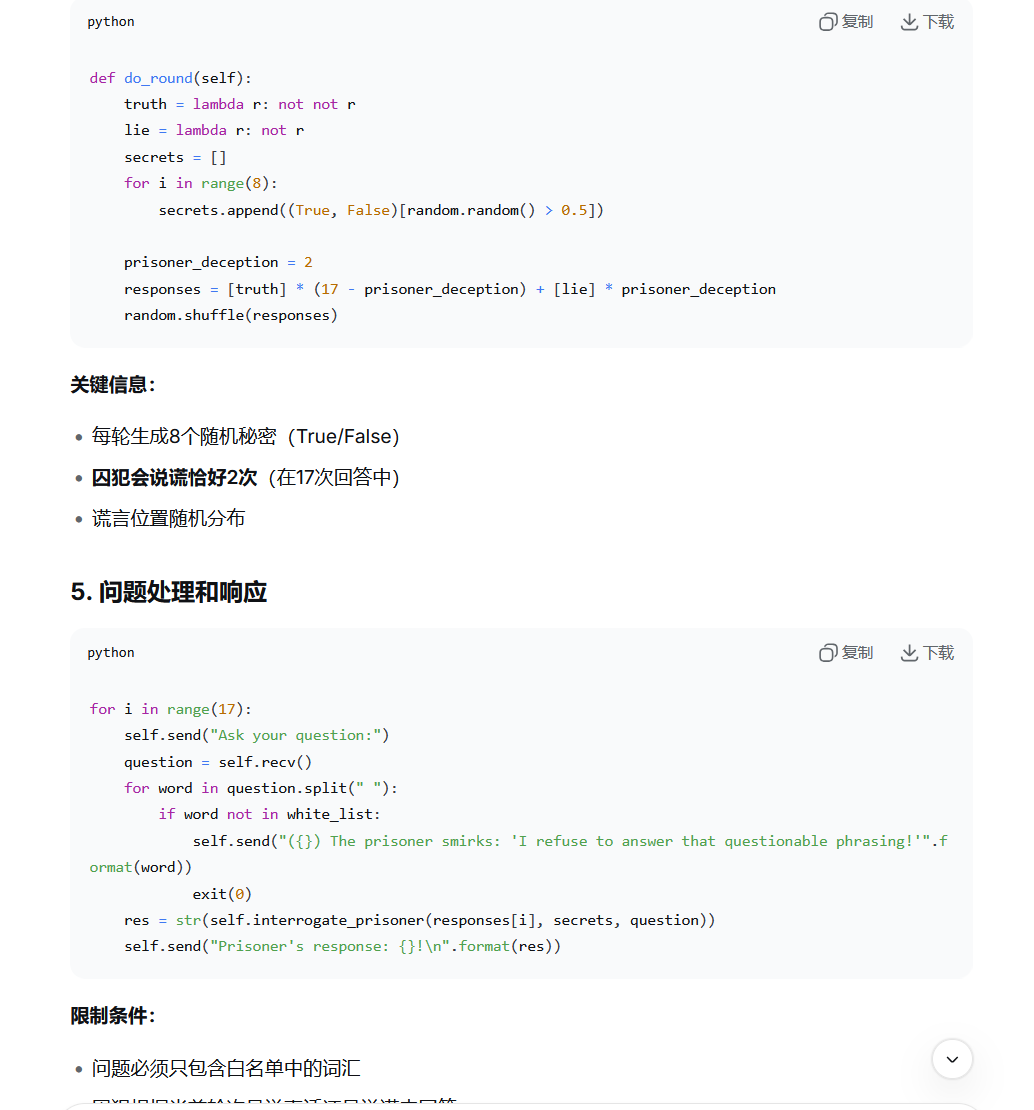 python
复制
下载
def do_round(self):
    truth = lambda r: not not r
    lie = lambda r: not r
    secrets = []
    for i in range(8):
        secrets.append((True, False)[random.random() > 0.5])
    prisoner_deception = 2
    responses = [truth] * (17 - prisoner_deception) + [lie] * prisoner_deception
    random.shuffle(responses)
关键信息：
• 每轮生成8个随机秘密（True/False）
• 囚犯会说谎恰好2次（在17次回答中）
• 谎言位置随机分布
5. 问题处理和响应
python
复制
下载
for i in range(17):
    self.send("Ask your question:")
    question = self.recv()
    for word in question.split(" "):
        if word not in white_list:
            self.send("({}) The prisoner smirks: 'I refuse to answer that questionable phrasing!'".f
ormat(word))
            exit(0)
    res = str(self.interrogate_prisoner(responses[i], secrets, question))
    self.send("Prisoner's response: {}!\n".format(res))
限制条件：
• 问题必须只包含白名单中的词汇